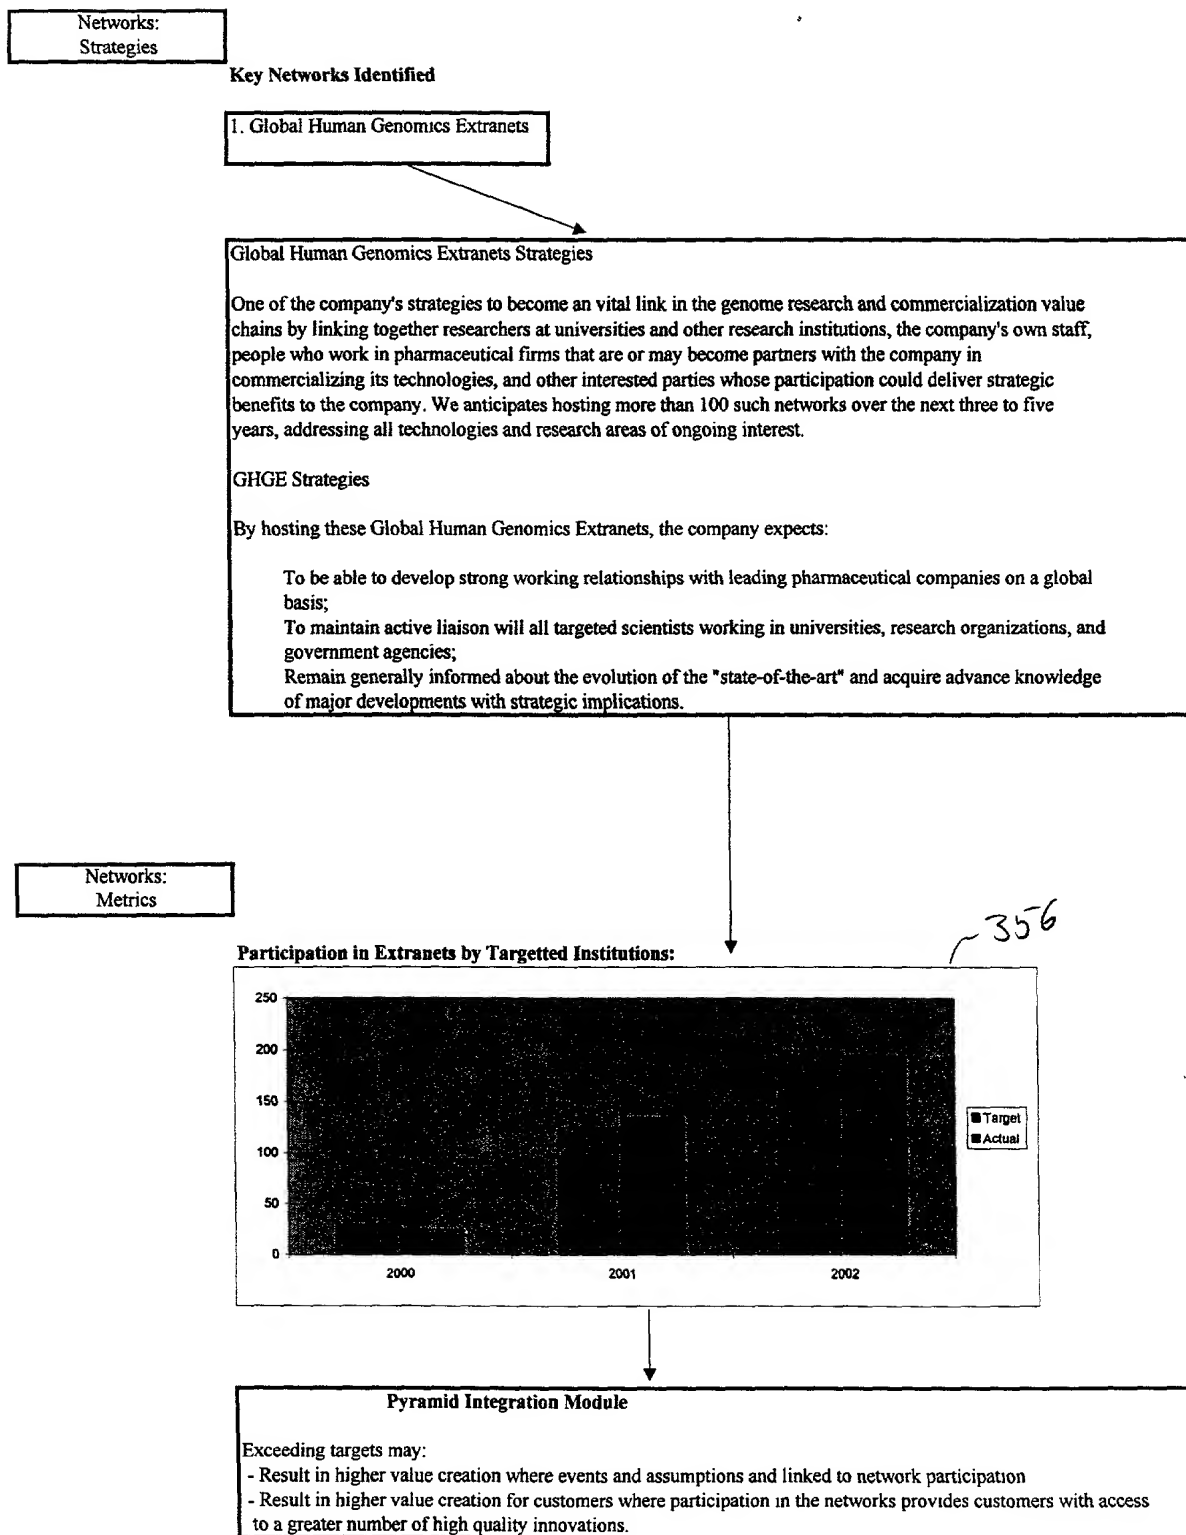 Networks:
Strategies
Key Networks Identified
1. Global Human Genomics Extranets
Global Human Genomics Extranets Strategies
One of the company's strategies to become an vital link in the genome research and commercialization value
chains by linking together researchers at universities and other research institutions, the company's own staff,
people who work in pharmaceutical firms that are or may become partners with the company in
commercializing its technologies, and other interested parties whose participation could deliver strategic
benefits to the company. We anticipates hosting more than 100 such networks over the next three to five
years, addressing all technologies and research areas of ongoing interest.
GHGE Strategies
By hosting these Global Human Genomics Extranets, the company expects:
To be able to develop strong working relationships with leading pharmaceutical companies on a global
basis;
To maintain active liaison will all targeted scientists working in universities, research organizations, and
government agencies;
Remain generally informed about the evolution of the "state-of-the-art" and acquire advance knowledge
of major developments with strategic implications.
Networks:
Metrics
356
Participation in Extranets by Targetted Institutions:
250
200
150
100
50
0
2000
2001
2002
Target
Actual
Pyramid Integration Module
Exceeding targets may:
- Result in higher value creation where events and assumptions and linked to network participation
- Result in higher value creation for customers where participation in the networks provides customers with access
to a greater number of high quality innovations.